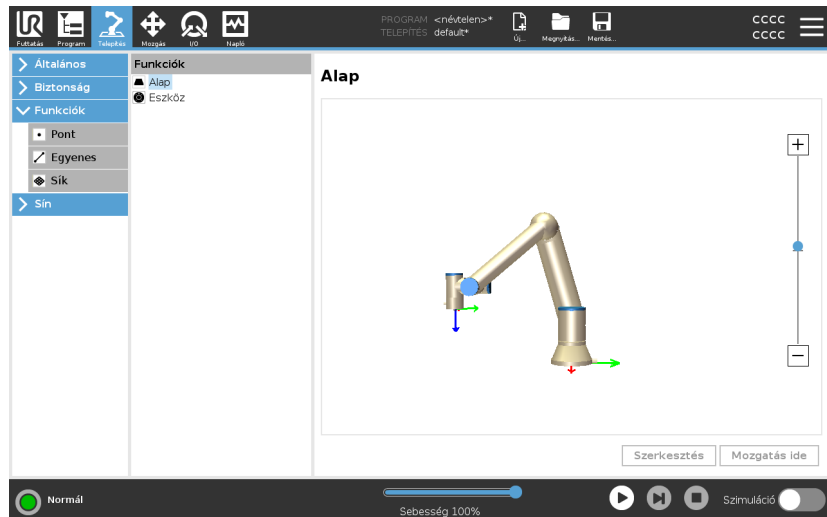 PROGRAM <névtelen>*
TELEPÍTÉS default*
CCCC
CCCC
Futtatás Program Telepítés Mozgás I/O Napló Új... Megnyitás... Mentés...
Általános
Biztonság
Funkciók
Pont
Egyenes
Sík
Sín
Funkciók
Alap
Eszköz
Alap
Szerkesztés Mozgatás ide
Normál
Sebesség 100%
Szimuláció